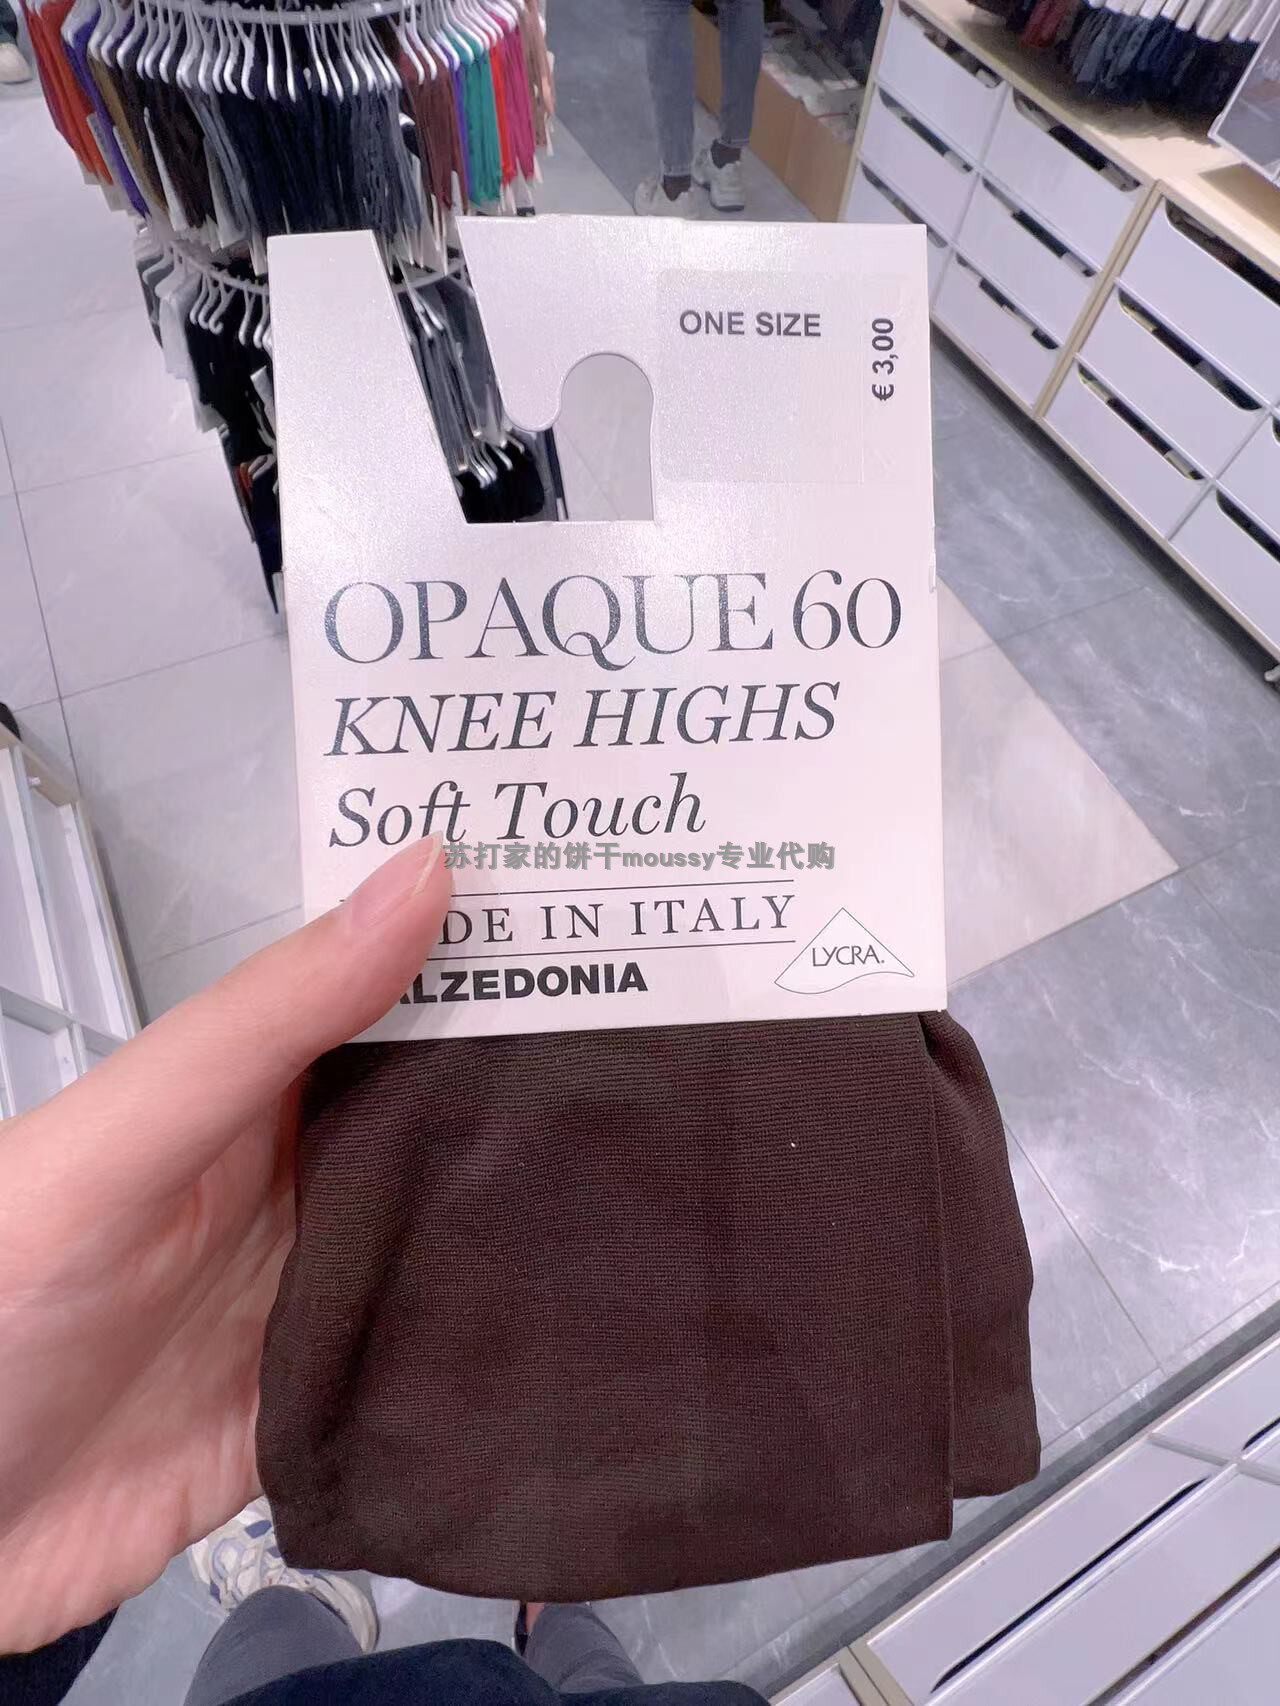 ONE SIZE
€ 3,00
OPAQUE 60
KNEE HIGHS
Soft Touch
苏打家的饼干moussy专业代购
DE IN ITALY
LYCRA.
LZEDONIA